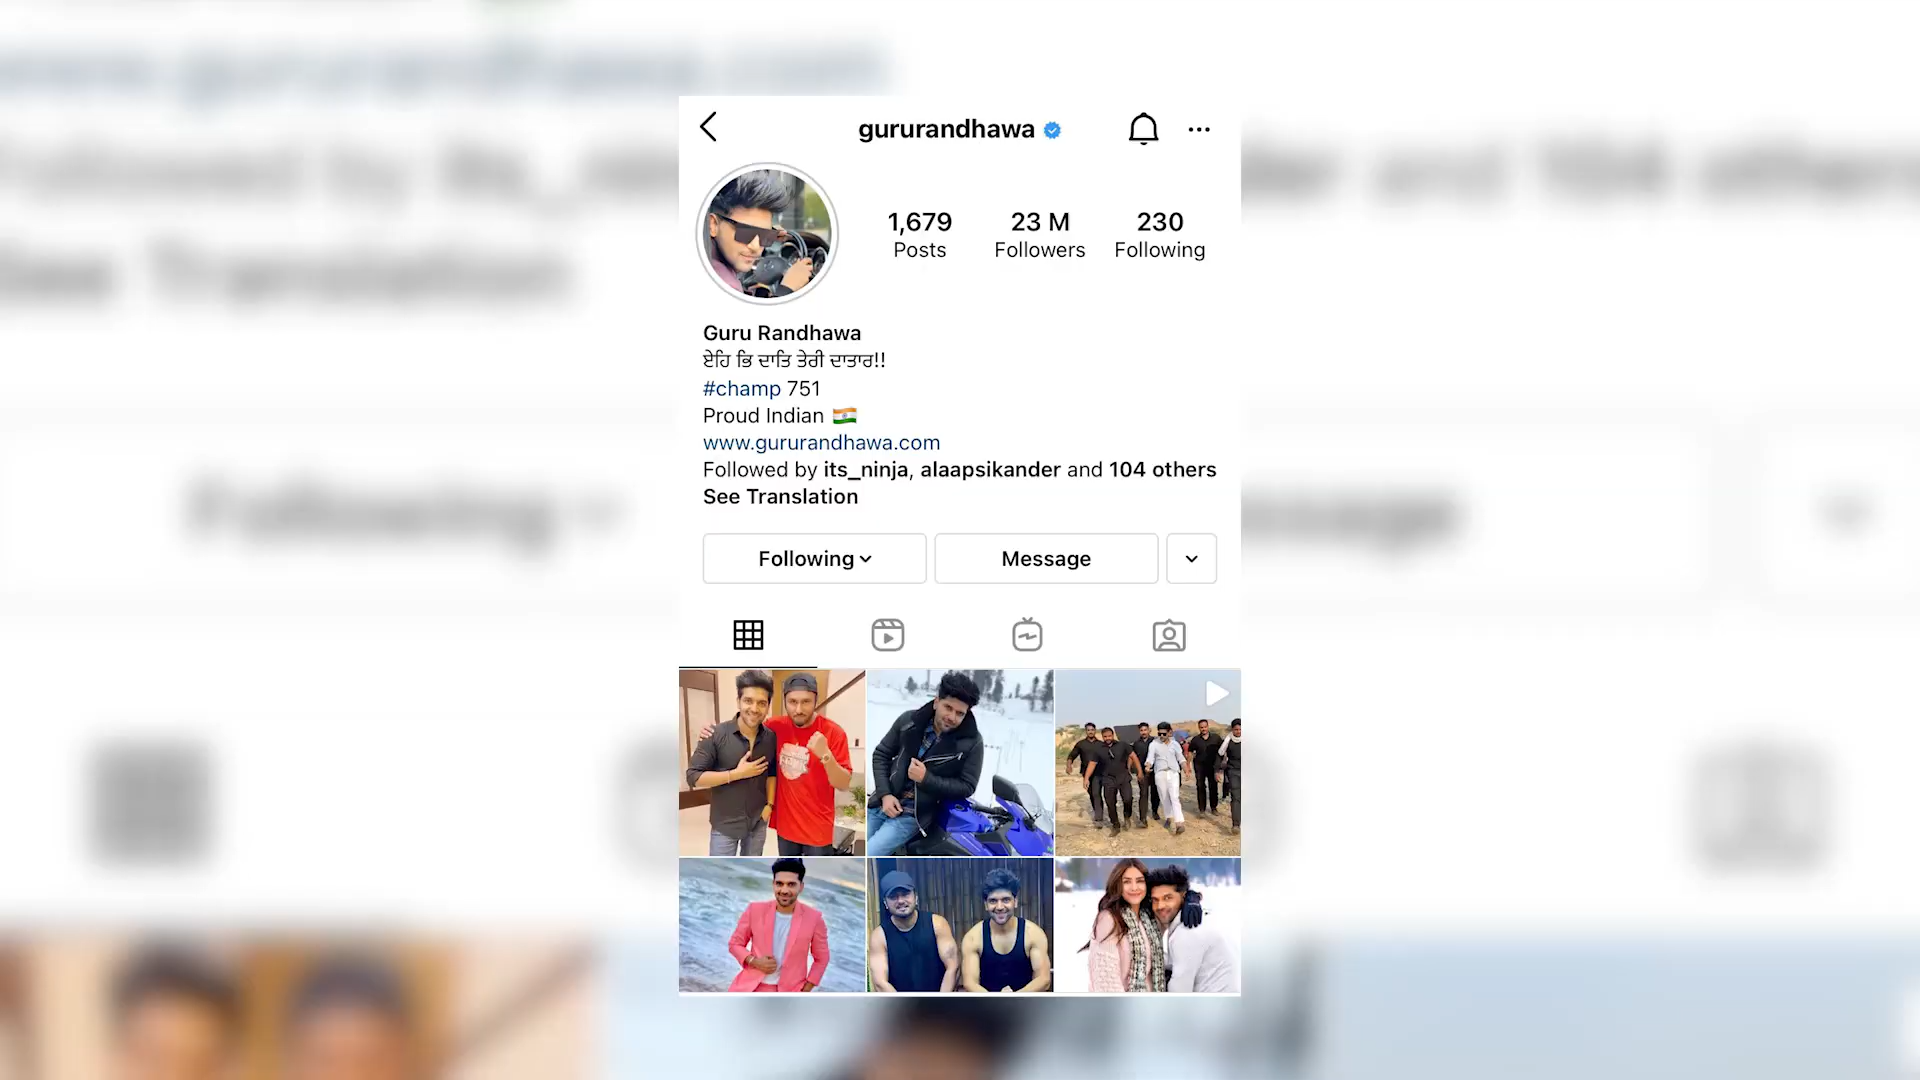 gururandhawa
1,679 23 M 230
Posts Followers Following
Guru Randhawa
ਏਹਿ ਭਿ ਦਾਤਿ ਤੇਰੀ ਦਾਤਾਰ!!
#champ 751
Proud Indian 🇮🇳
www.gururandhawa.com
Followed by its_ninja, alaapsikander and 104 others
See Translation
Following Message